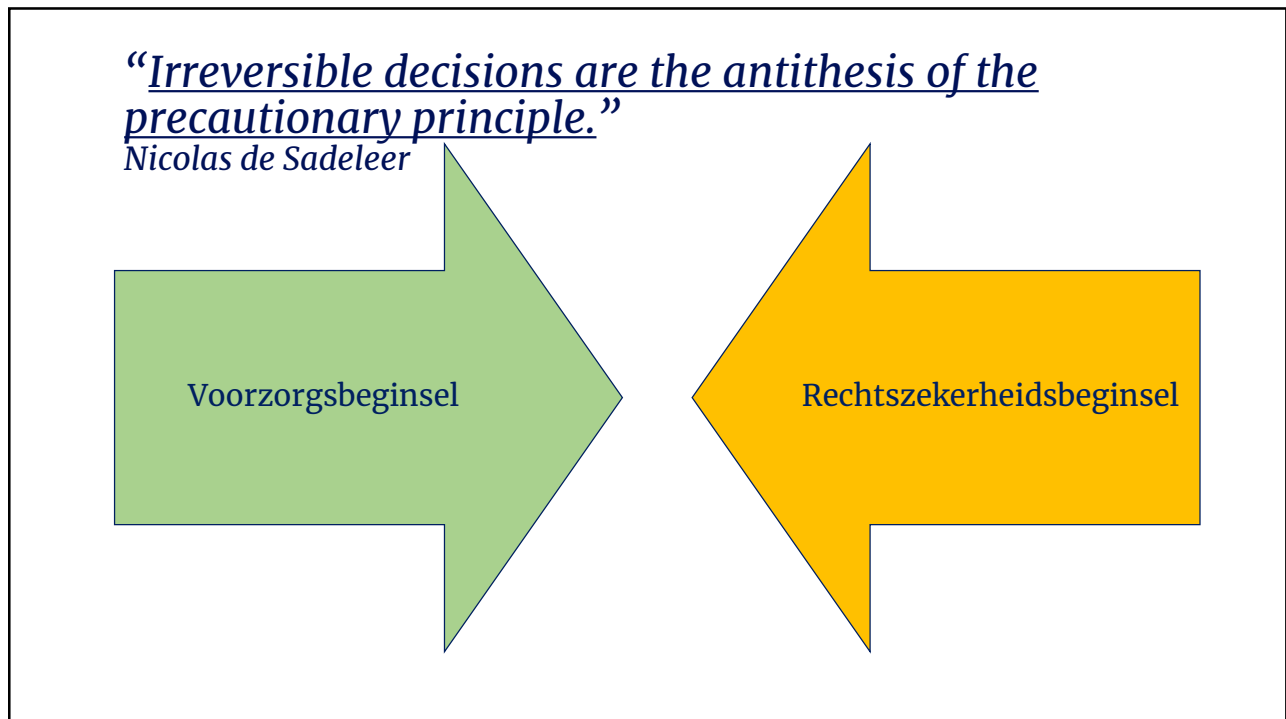 “Irreversible decisions are the antithesis of the
precautionary principle.”
Nicolas de Sadeleer
Voorzorgsbeginsel
Rechtszekerheidsbeginsel